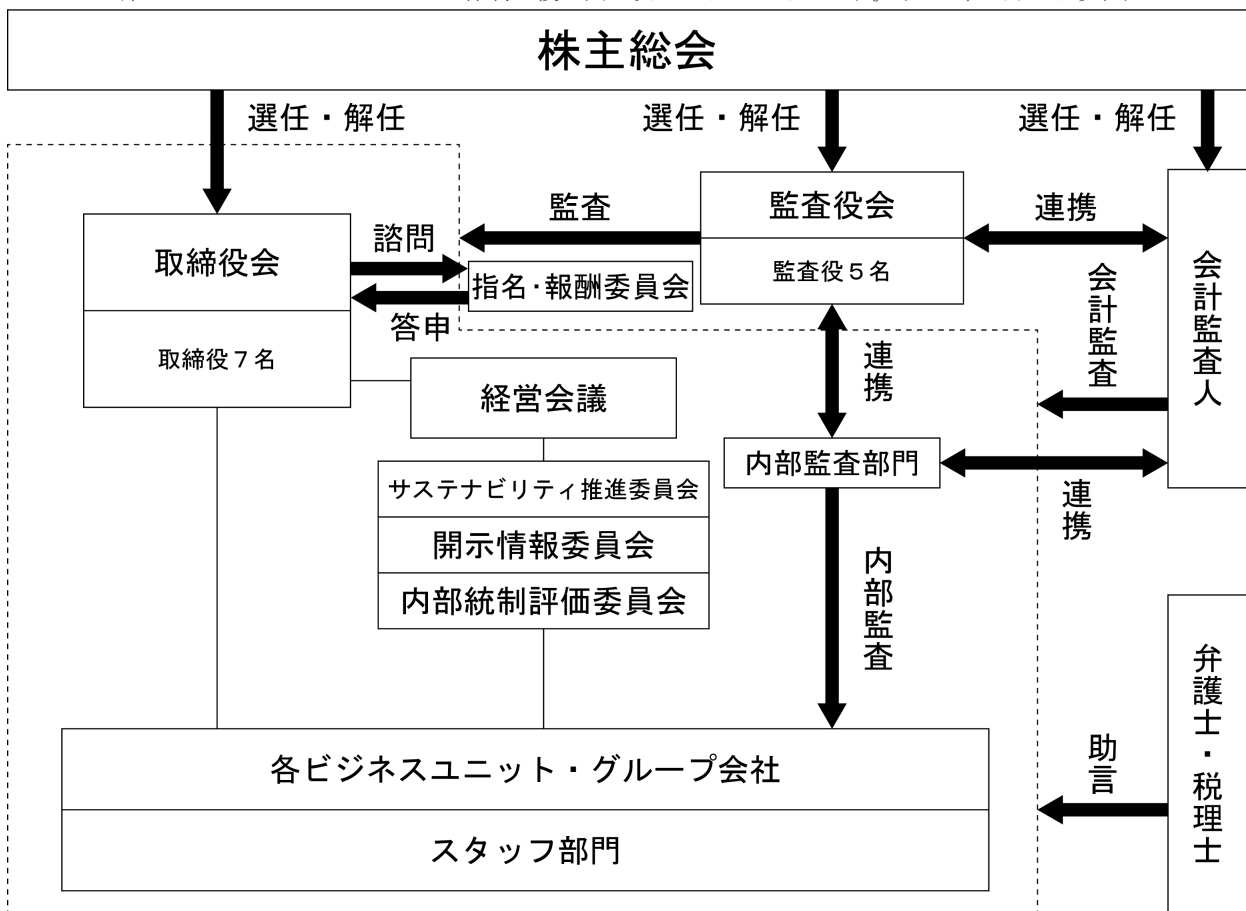 株主総会
選任・解任
選任・解任
選任・解任
監査役会
監査役5名
監査
連携
取締役会
取締役7名
諮問
指名・報酬委員会
答申
会計監査人
会計監査
連携
経営会議
内部監査部門
連携
サステナビリティ推進委員会
開示情報委員会
内部統制評価委員会
内部監査
弁護士・税理士
助言
各ビジネスユニット・グループ会社
スタッフ部門